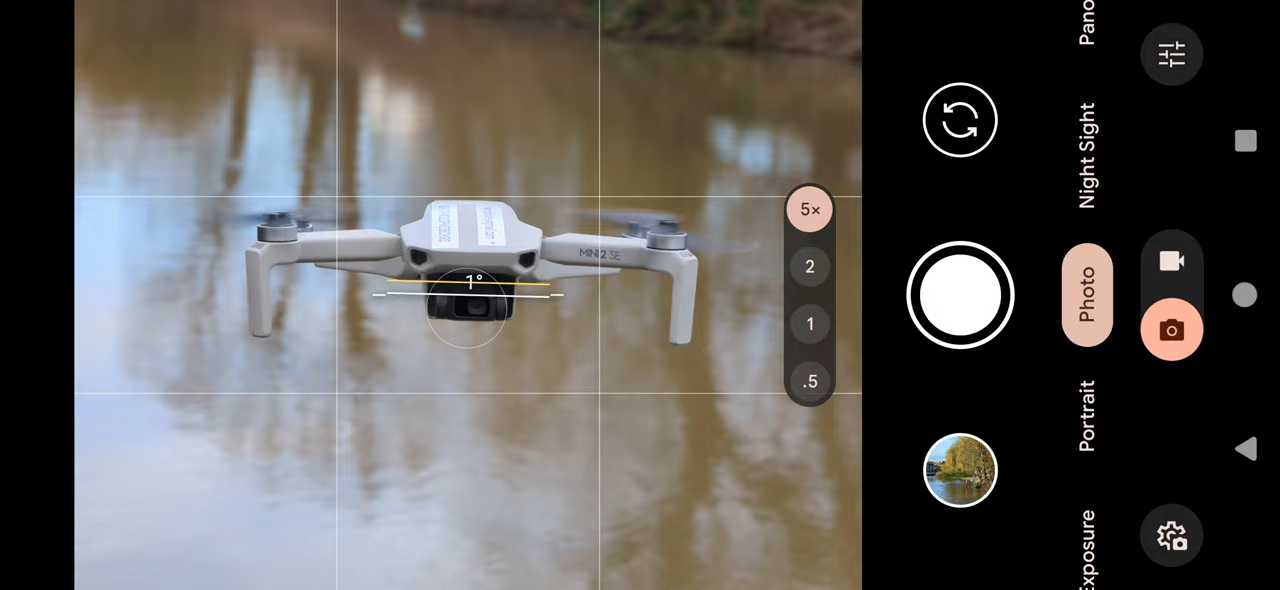 MINI 2 SE
1°
5×
2
1
.5
Pano
Night Sight
Photo
Portrait
Exposure